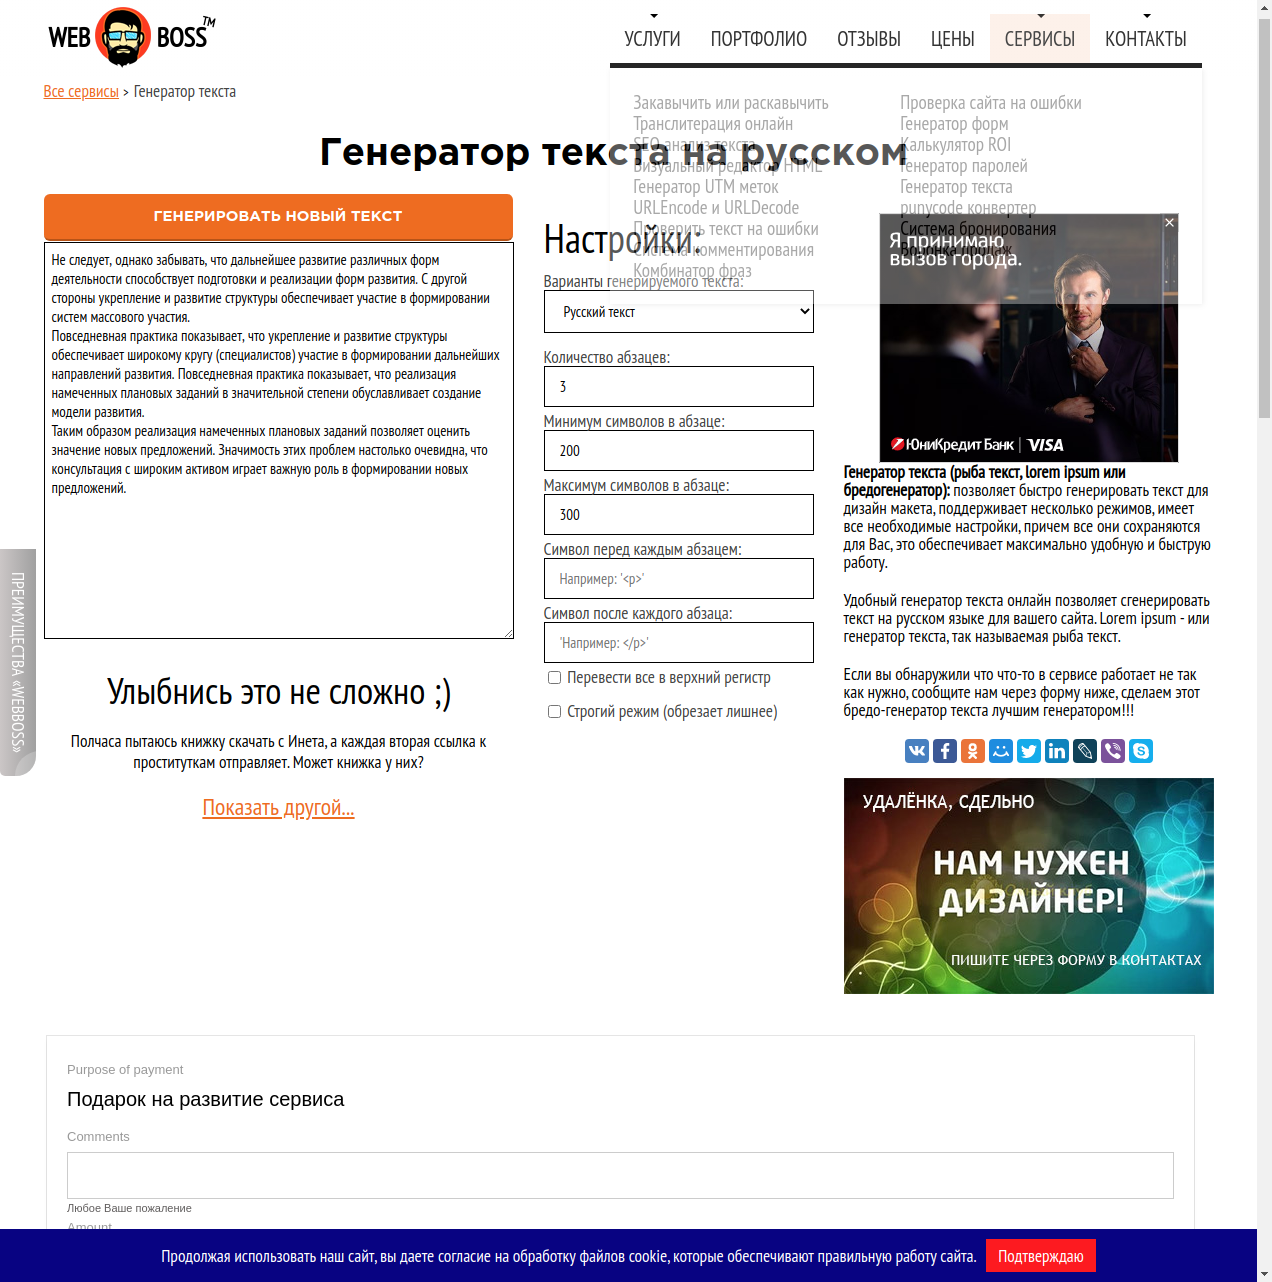 WEB BOSS™
УСЛУГИ ПОРТФОЛИО ОТЗЫВЫ ЦЕНЫ СЕРВИСЫ КОНТАКТЫ
Все сервисы > Генератор текста
Закавычить или раскавычить
Транслитерация онлайн
SEO анализ текста
Визуальный редактор HTML
Генератор UTM меток
URLEncode и URLDecode
Проверить текст на ошибки
Система комментирования
Комбинатор фраз
Проверка сайта на ошибки
Генератор форм
Калькулятор ROI
Генератор паролей
Генератор текста
punycode конвертер
Система бронирования
Воронка продаж
Генератор текста на русском
ГЕНЕРИРОВАТЬ НОВЫЙ ТЕКСТ
Не следует, однако забывать, что дальнейшее развитие различных форм
деятельности способствует подготовки и реализации форм развития. С другой
стороны укрепление и развитие структуры обеспечивает участие в формировании
систем массового участия.
Повседневная практика показывает, что укрепление и развитие структуры
обеспечивает широкому кругу (специалистов) участие в формировании дальнейших
направлений развития. Повседневная практика показывает, что реализация
намеченных плановых заданий в значительной степени обуславливает создание
модели развития.
Таким образом реализация намеченных плановых заданий позволяет оценить
значение новых предложений. Значимость этих проблем настолько очевидна, что
консультация с широким активом играет важную роль в формировании новых
предложений.
Улыбнись это не сложно ;)
Полчаса пытаюсь книжку скачать с Инета, а каждая вторая ссылка к
проституткам отправляет. Может книжка у них?
Показать другой...
ПРЕИМУЩЕСТВА «WEBBOSS»
Настройки:
Варианты генерируемого текста:
Русский текст
Количество абзацев:
3
Минимум символов в абзаце:
200
Максимум символов в абзаце:
300
Символ перед каждым абзацем:
Например: '<p>'
Символ после каждого абзаца:
'Например: </p>'
Перевести все в верхний регистр
Строгий режим (обрезает лишнее)
Я принимаю
вызов города.
ЮниКредит Банк | VISA
Генератор текста (рыба текст, lorem ipsum или
бредогенератор): позволяет быстро генерировать текст для
дизайн макета, поддерживает несколько режимов, имеет
все необходимые настройки, причем все они сохраняются
для Вас, это обеспечивает максимально удобную и быструю
работу.
Удобный генератор текста онлайн позволяет сгенерировать
текст на русском языке для вашего сайта. Lorem ipsum - или
генератор текста, так называемая рыба текст.
Если вы обнаружили что что-то в сервисе работает не так
как нужно, сообщите нам через форму ниже, сделаем этот
бредо-генератор текста лучшим генератором!!!
УДАЛЁНКА, СДЕЛЬНО
НАМ НУЖЕН
ДИЗАЙНЕР!
ПИШИТЕ ЧЕРЕЗ ФОРМУ В КОНТАКТАХ
Purpose of payment
Подарок на развитие сервиса
Comments
Любое Ваше пожалание
Amount
Продолжая использовать наш сайт, вы даете согласие на обработку файлов cookie, которые обеспечивают правильную работу сайта. Подтверждаю